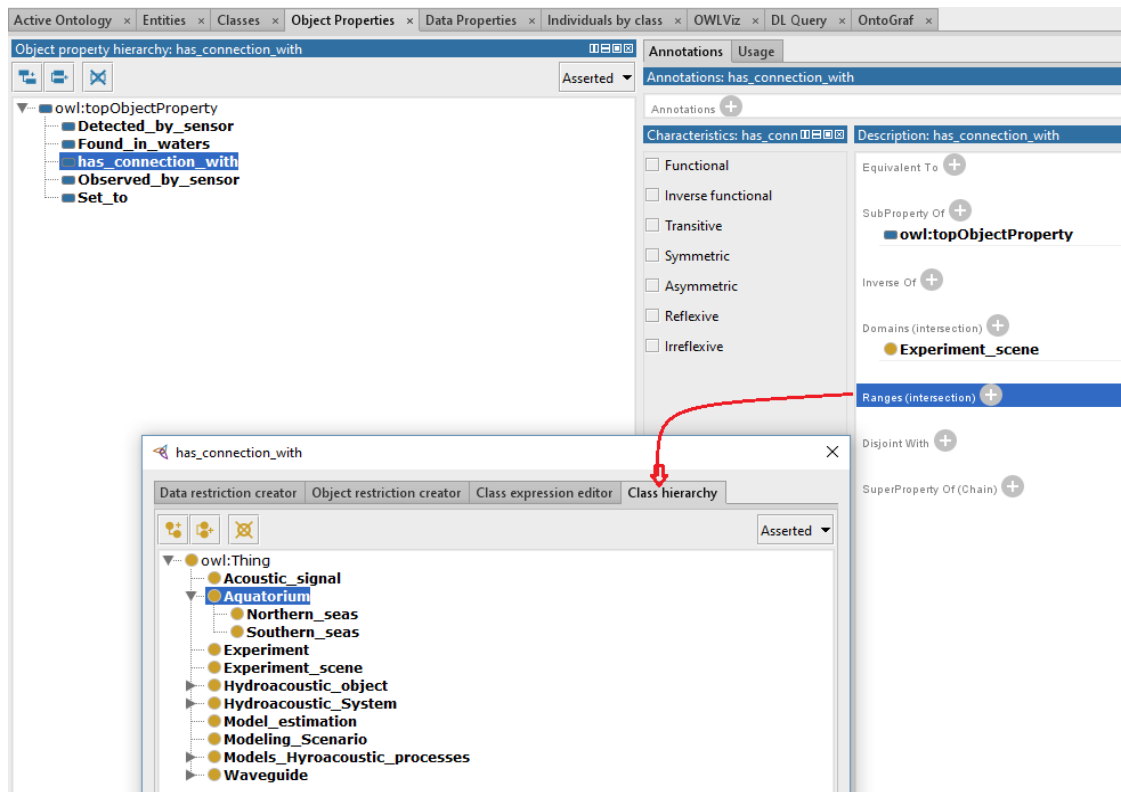 Active Ontology × Entities × Classes × Object Properties × Data Properties × Individuals by class × OWLViz × DL Query × OntoGraf ×
Object property hierarchy: has_connection_with
Asserted
owl:topObjectProperty
Detected_by_sensor
Found_in_waters
has_connection_with
Observed_by_sensor
Set_to
Annotations Usage
Annotations: has_connection_with
Annotations
Characteristics: has_conn
Functional
Inverse functional
Transitive
Symmetric
Asymmetric
Reflexive
Irreflexive
Description: has_connection_with
Equivalent To
SubProperty Of
owl:topObjectProperty
Inverse Of
Domains (intersection)
Experiment_scene
Ranges (intersection)
Disjoint With
SuperProperty Of (Chain)
has_connection_with
Data restriction creator Object restriction creator Class expression editor Class hierarchy
Asserted
owl:Thing
Acoustic_signal
Aquatorium
Northern_seas
Southern_seas
Experiment
Experiment_scene
Hydroacoustic_object
Hydroacoustic_System
Model_estimation
Modeling_Scenario
Models_Hyroacoustic_processes
Waveguide